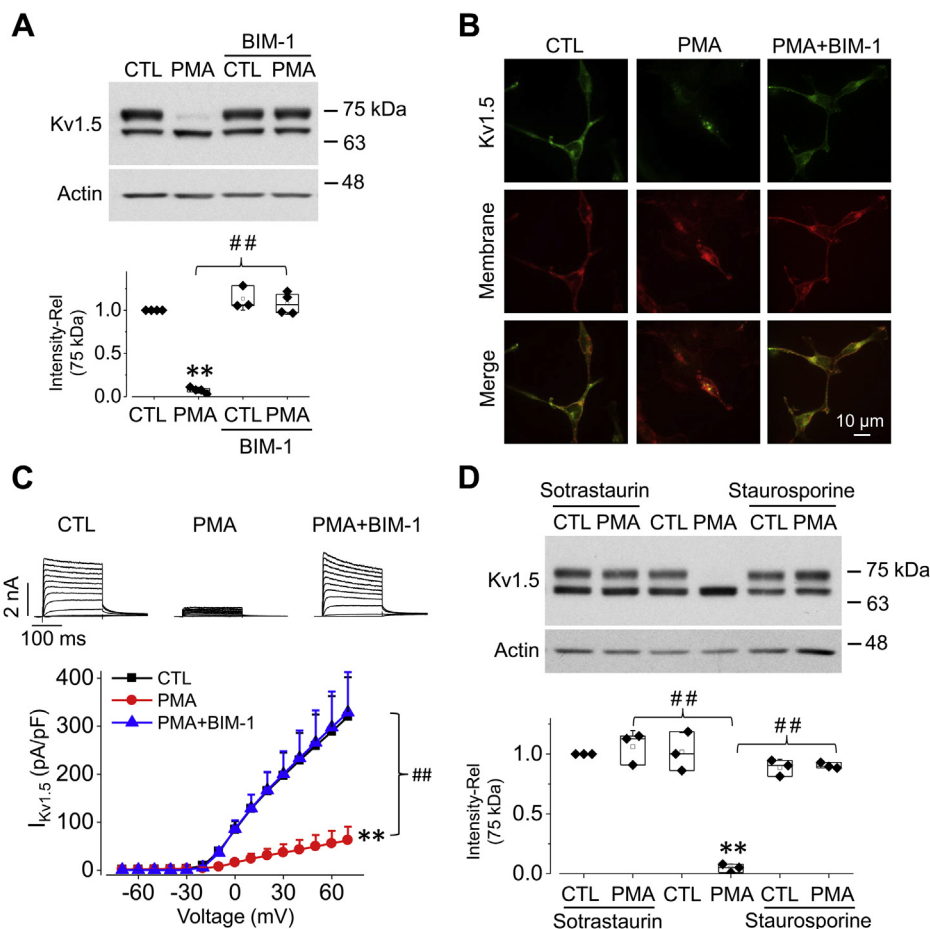 A
BIM-1
CTL PMA CTL PMA
Kv1.5
75 kDa
63
48
Actin
##
Intensity-Rel
(75 kDa)
1.0
0.5
0.0
**
CTL PMA CTL PMA
BIM-1
B
CTL PMA PMA+BIM-1
Kv1.5
Membrane
Merge
10 µm
C
CTL PMA PMA+BIM-1
2 nA
100 ms
400
300
200
100
0
IKv1.5 (pA/pF)
CTL
PMA
PMA+BIM-1
##
**
-60 -30 0 30 60
Voltage (mV)
D
Sotrastaurin Staurosporine
CTL PMA CTL PMA CTL PMA
Kv1.5
75 kDa
63
48
Actin
## ##
Intensity-Rel
(75 kDa)
1.0
0.5
0.0
**
CTL PMA CTL PMA CTL PMA
Sotrastaurin Staurosporine